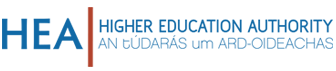 HEA
HIGHER EDUCATION AUTHORITY
AN tÚDARÁS um ARD-OIDEACHAS